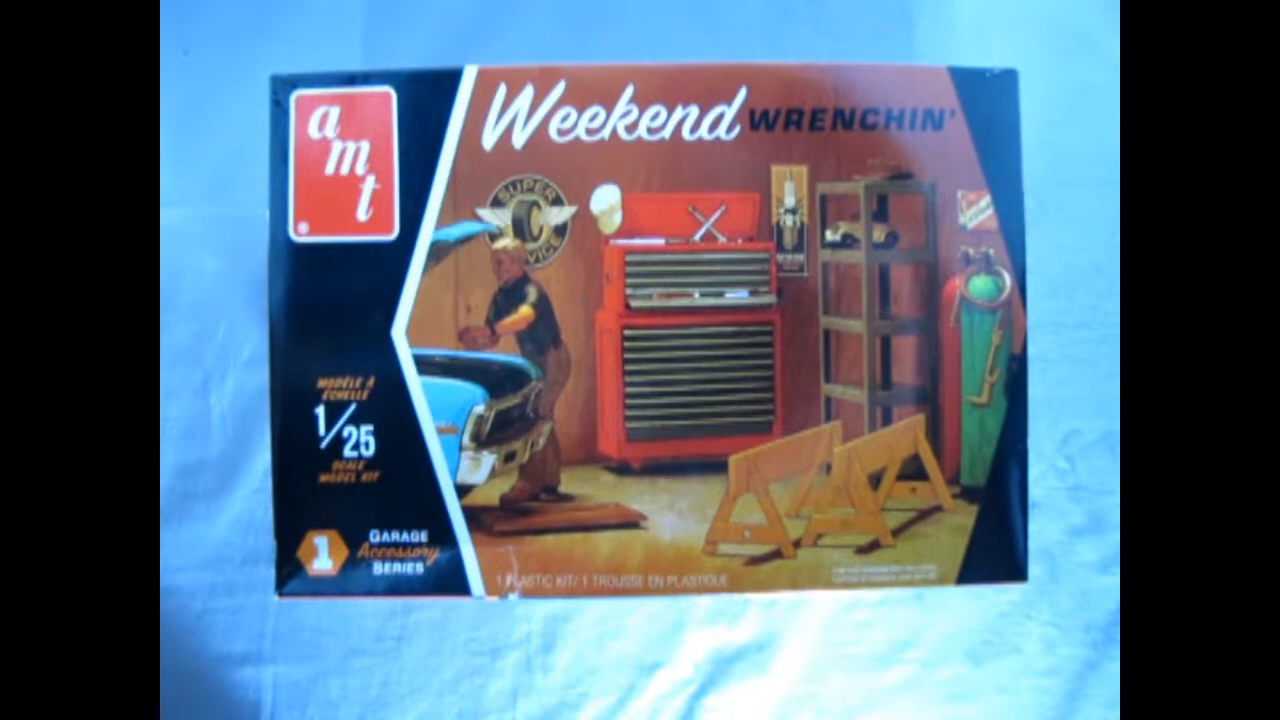 a
m
t
®
Weekend WRENCHIN'
SUPER
SERVICE
MODÈLE À
ÉCHELLE
1/25
SCALE
MODEL KIT
1
GARAGE
Accessory
SERIES
1 PLASTIC KIT/ 1 TROUSSE EN PLASTIQUE